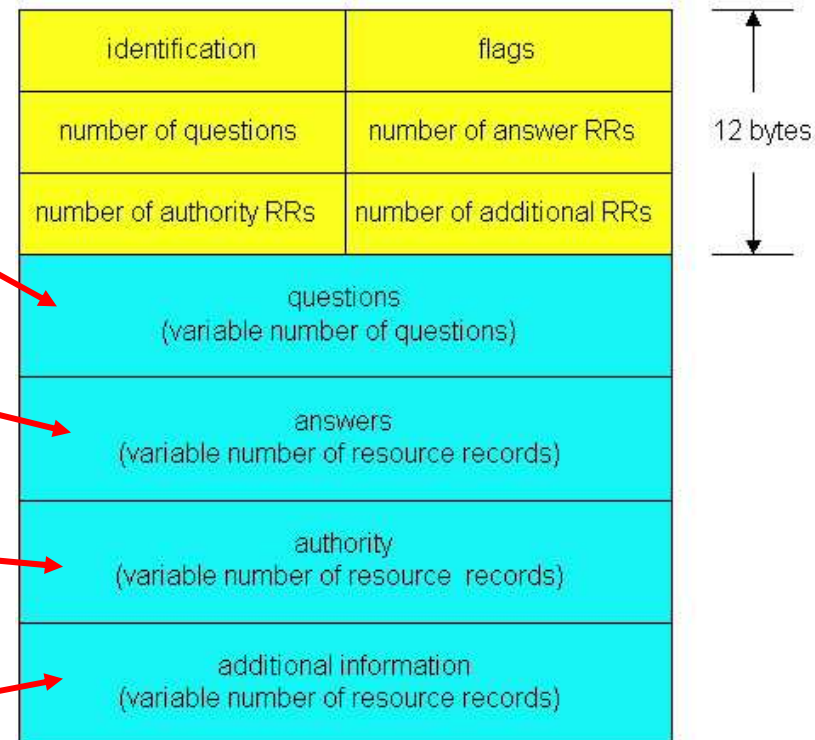 identification
flags
number of questions
number of answer RRs
12 bytes
number of authority RRs
number of additional RRs
questions
(variable number of questions)
answers
(variable number of resource records)
authority
(variable number of resource records)
additional information
(variable number of resource records)